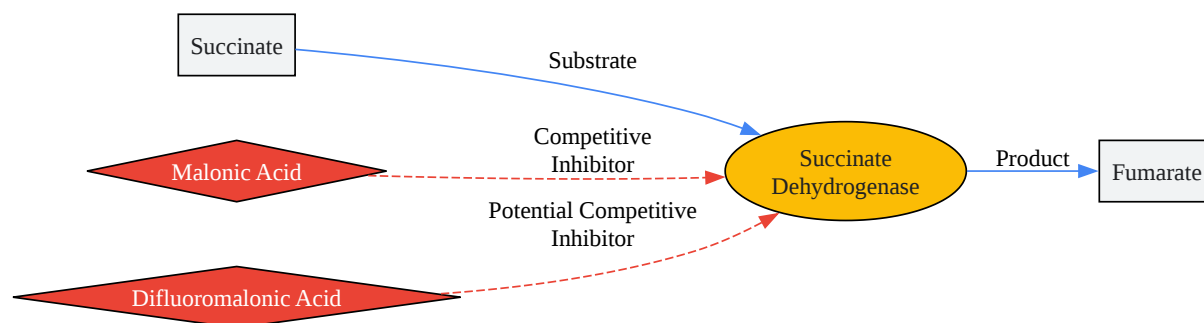 Succinate
Substrate
Malonic Acid
Competitive
Inhibitor
Succinate
Dehydrogenase
Product
Fumarate
Potential Competitive
Inhibitor
Difluoromalonic Acid